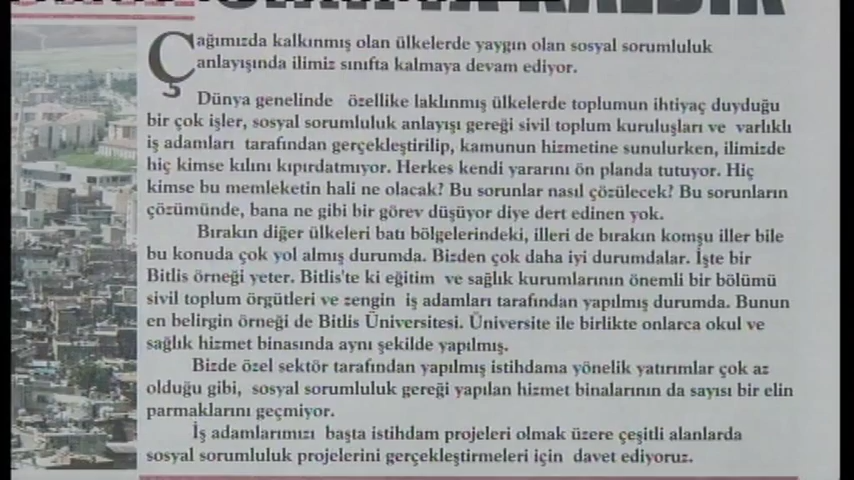 Çağımızda kalkınmış olan ülkelerde yaygın olan sosyal sorumluluk
anlayışında ilimiz sınıfta kalmaya devam ediyor.
Dünya genelinde özellike laklınmış ülkelerde toplumun ihtiyaç duyduğu
bir çok işler, sosyal sorumluluk anlayışı gereği sivil toplum kuruluşları ve varlıklı
iş adamları tarafından gerçekleştirilip, kamunun hizmetine sunulurken, ilimizde
hiç kimse kılını kıpırdatmıyor. Herkes kendi yararını ön planda tutuyor. Hiç
kimse bu memleketin hali ne olacak? Bu sorunlar nasıl çözülecek? Bu sorunların
çözümünde, bana ne gibi bir görev düşüyor diye dert edinen yok.
Bırakın diğer ülkeleri batı bölgelerindeki, illeri de bırakın komşu iller bile
bu konuda çok yol almış durumda. Bizden çok daha iyi durumdalar. İşte bir
Bitlis örneği yeter. Bitlis'te ki eğitim ve sağlık kurumlarının önemli bir bölümü
sivil toplum örgütleri ve zengin iş adamları tarafından yapılmış durumda. Bunun
en belirgin örneği de Bitlis Üniversitesi. Üniversite ile birlikte onlarca okul ve
sağlık hizmet binasında aynı şekilde yapılmış.
Bizde özel sektör tarafından yapılmış istihdama yönelik yatırımlar çok az
olduğu gibi, sosyal sorumluluk gereği yapılan hizmet binalarının da sayısı bir elin
parmaklarını geçmiyor.
İş adamlarımızı başta istihdam projeleri olmak üzere çeşitli alanlarda
sosyal sorumluluk projelerini gerçekleştirmeleri için davet ediyoruz.